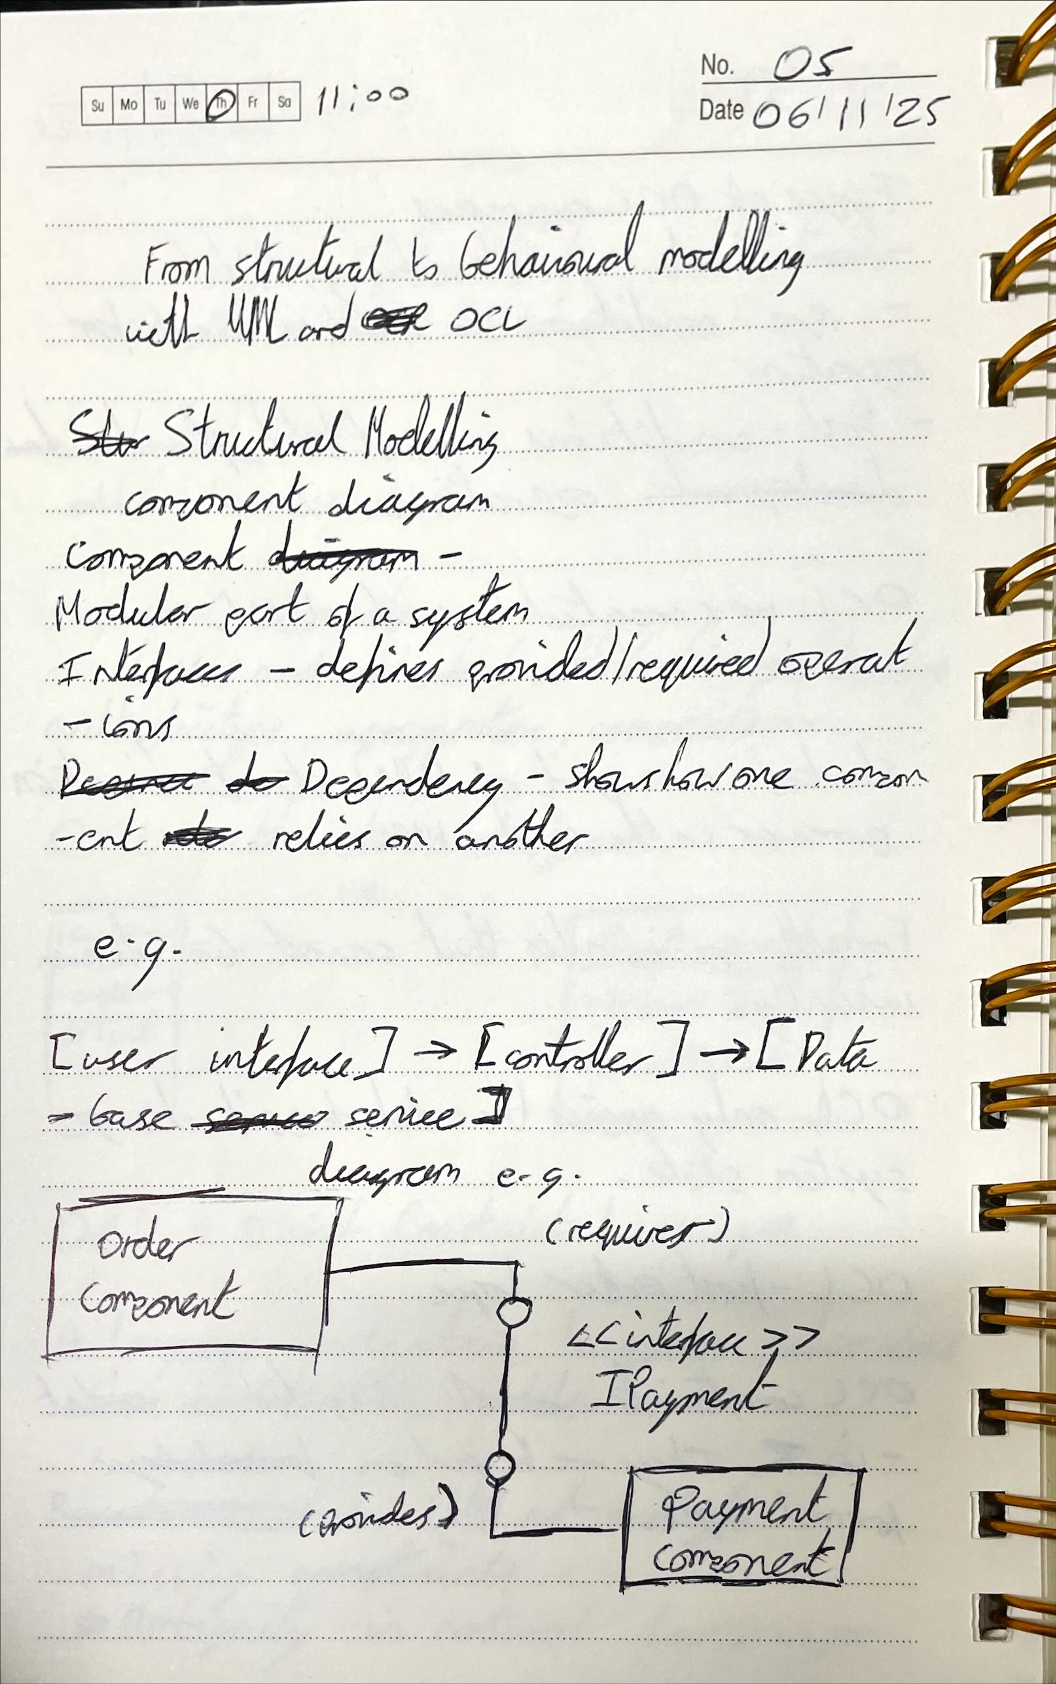 No. 05
Su Mo Tu We Th Fr Sa 11:00
Date 06/11/25
From structural to behavioural modelling
with UML and OCL
Structural Modelling
component diagram
Component diagram -
Modular part of a system
Interfaces - defines provided/required operat
-ions
Dependency - shows how one compon
-ent relies on another
e.g.
[user interface] → [controller] → [Data
-base service]
diagram e.g.
(requires)
Order
Component
<<interface>>
IPayment
(provides)
Payment
component